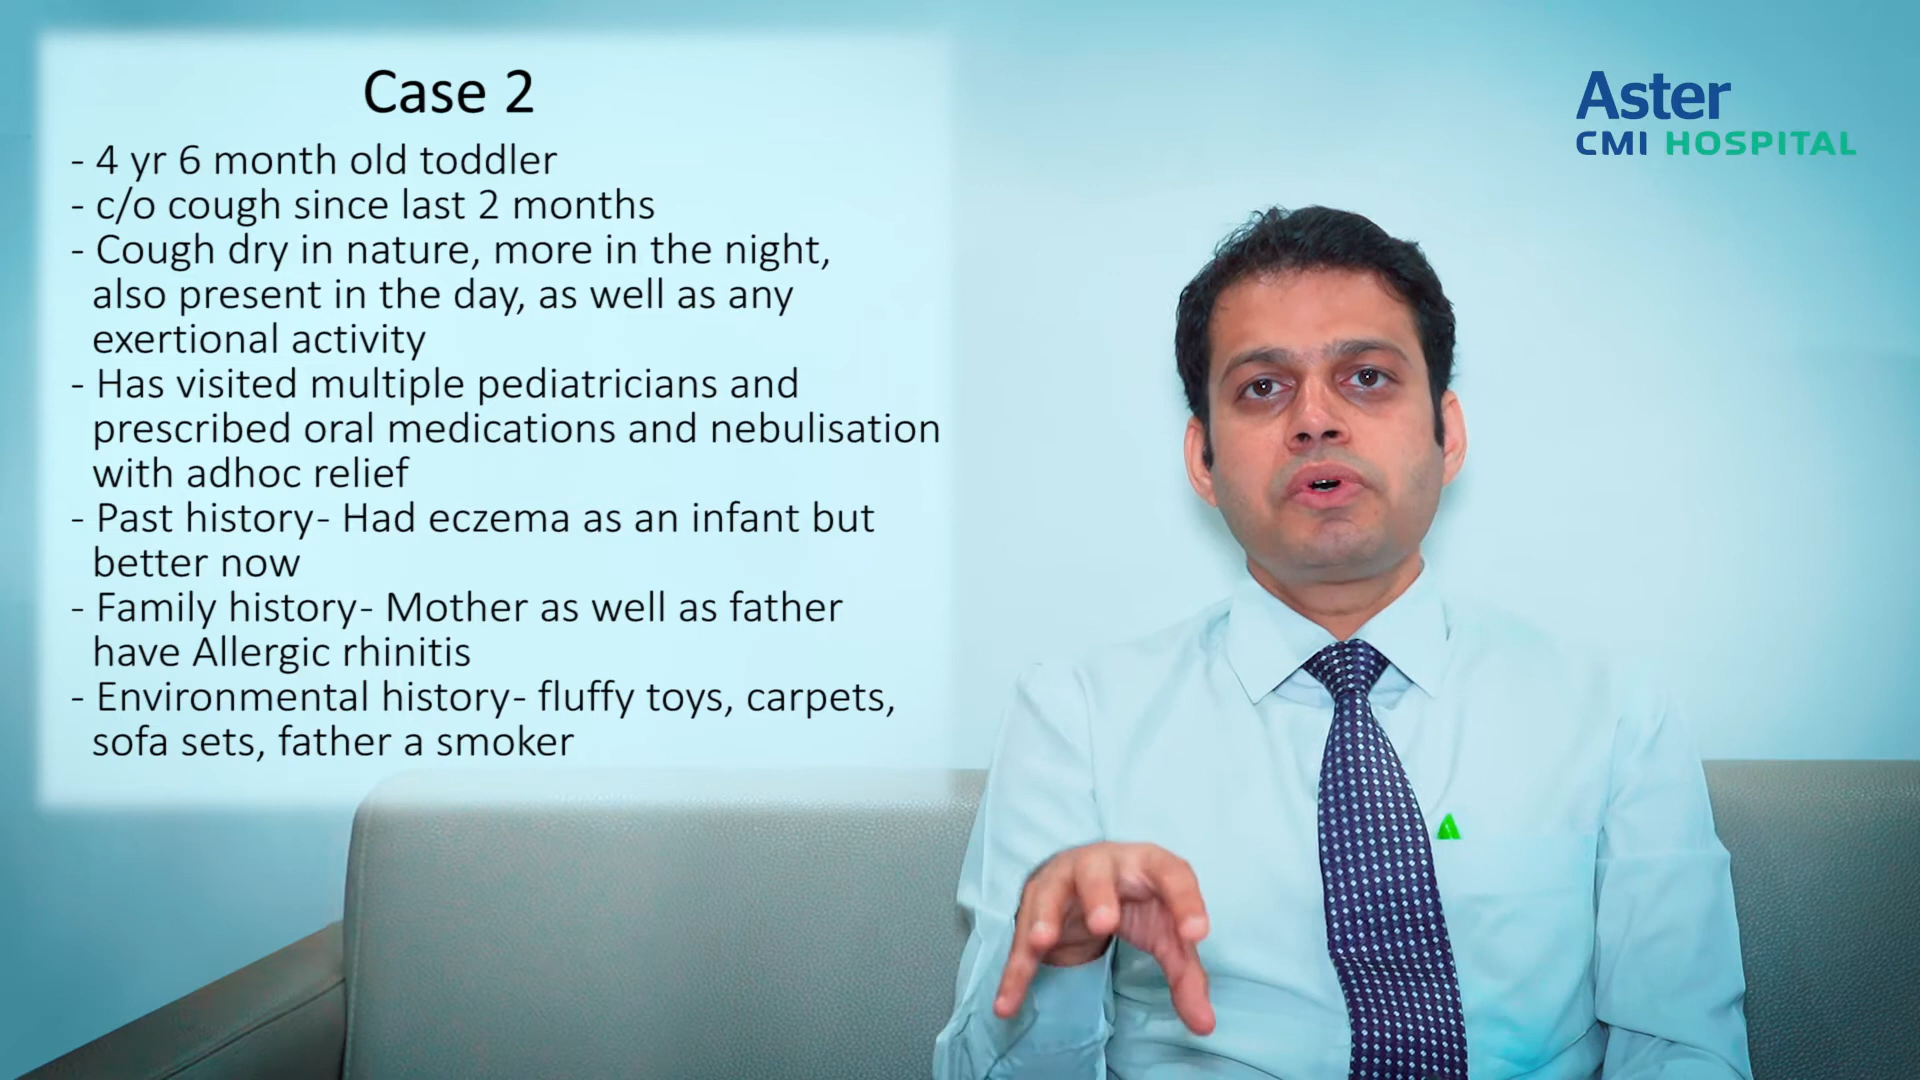 Case 2
- 4 yr 6 month old toddler
- c/o cough since last 2 months
- Cough dry in nature, more in the night,
also present in the day, as well as any
exertional activity
- Has visited multiple pediatricians and
prescribed oral medications and nebulisation
with adhoc relief
- Past history- Had eczema as an infant but
better now
- Family history- Mother as well as father
have Allergic rhinitis
- Environmental history- fluffy toys, carpets,
sofa sets, father a smoker
Aster
CMI HOSPITAL